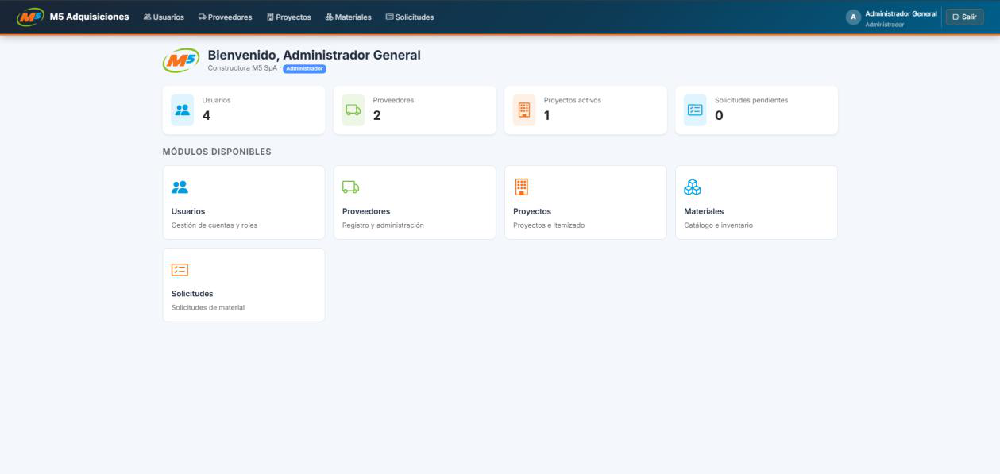 M5 M5 Adquisiciones Usuarios Proveedores Proyectos Materiales Solicitudes A Administrador General Salir
Administrador
M5 Bienvenido, Administrador General
Constructora M5 SpA · Administrador
Usuarios
4
Proveedores
2
Proyectos activos
1
Solicitudes pendientes
0
MÓDULOS DISPONIBLES
Usuarios
Gestión de cuentas y roles
Proveedores
Registro y administración
Proyectos
Proyectos e itemizado
Materiales
Catálogo e inventario
Solicitudes
Solicitudes de material